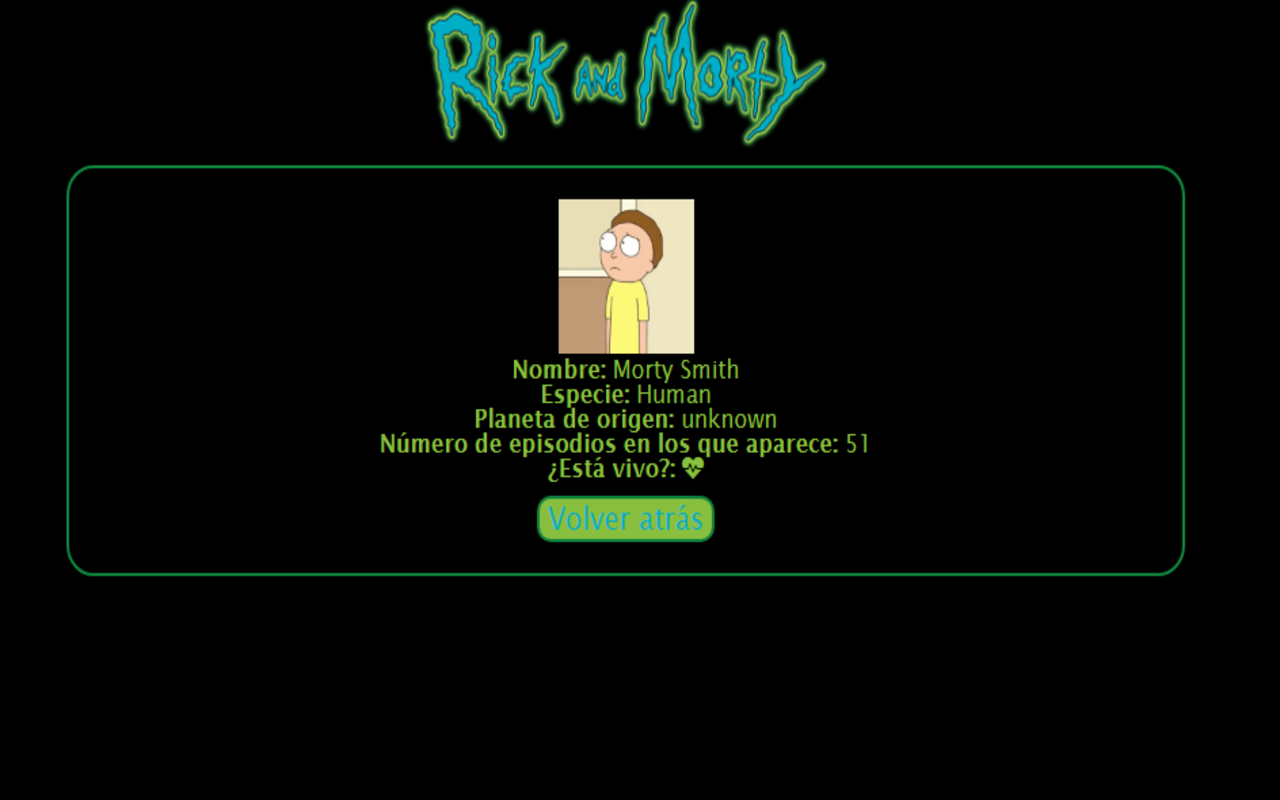 Rick and Morty
Nombre: Morty Smith
Especie: Human
Planeta de origen: unknown
Número de episodios en los que aparece: 51
¿Está vivo?:
Volver atrás